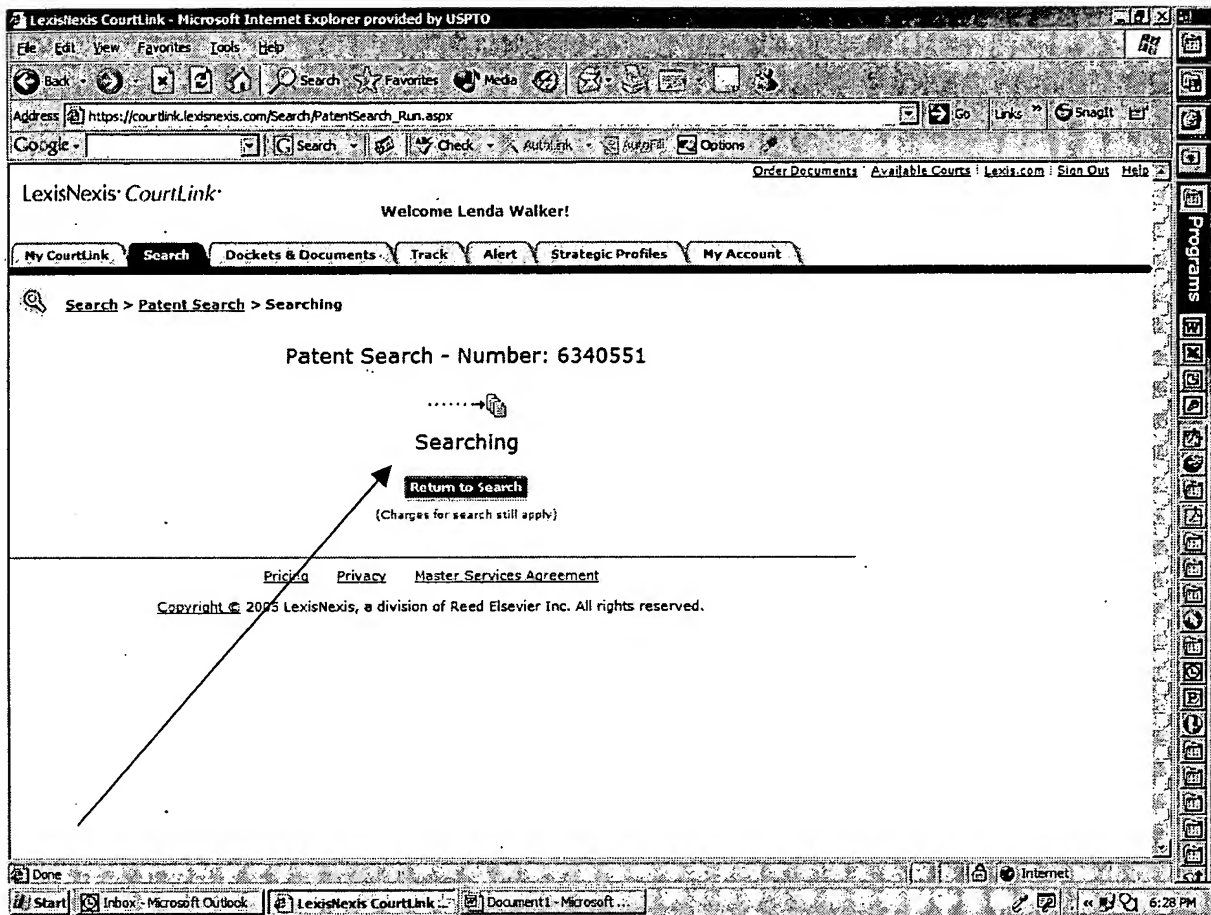 LexisNexis CourtLink - Microsoft Internet Explorer provided by USPTO
File Edit View Favorites Tools Help
Back Search Favorites Media
Address https://courtlink.lexisnexis.com/Search/PatentSearch_Run.aspx Go Links » SnagIt
Google Search Check AutoLink AutoFill Options
Order Documents Available Courts Lexis.com Sign Out Help
LexisNexis CourtLink
Welcome Lenda Walker!
My CourtLink Search Dockets & Documents Track Alert Strategic Profiles My Account
Search > Patent Search > Searching
Patent Search - Number: 6340551
Searching
Return to Search
(Charges for search still apply)
Pricing Privacy Master Services Agreement
Copyright © 2005 LexisNexis, a division of Reed Elsevier Inc. All rights reserved.
Programs
Done Internet
Start Inbox - Microsoft Outlook LexisNexis CourtLink ... Document1 - Microsoft ... « 6:28 PM